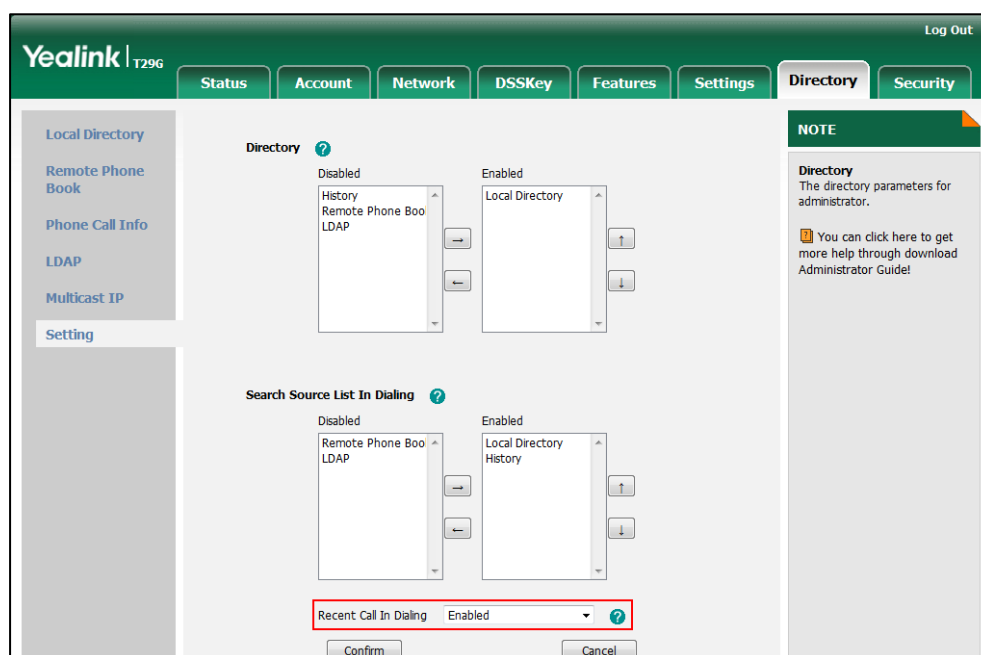 Log Out
Yealink T29G
Status Account Network DSSKey Features Settings Directory Security
Local Directory
Remote Phone
Book
Phone Call Info
LDAP
Multicast IP
Setting
Directory ?
Disabled Enabled
History
Remote Phone Boo
LDAP
Local Directory
→
←
↑
↓
Search Source List In Dialing ?
Disabled Enabled
Remote Phone Boo
LDAP
Local Directory
History
→
←
↑
↓
Recent Call In Dialing Enabled ?
Confirm Cancel
NOTE
Directory
The directory parameters for
administrator.
? You can click here to get
more help through download
Administrator Guide!